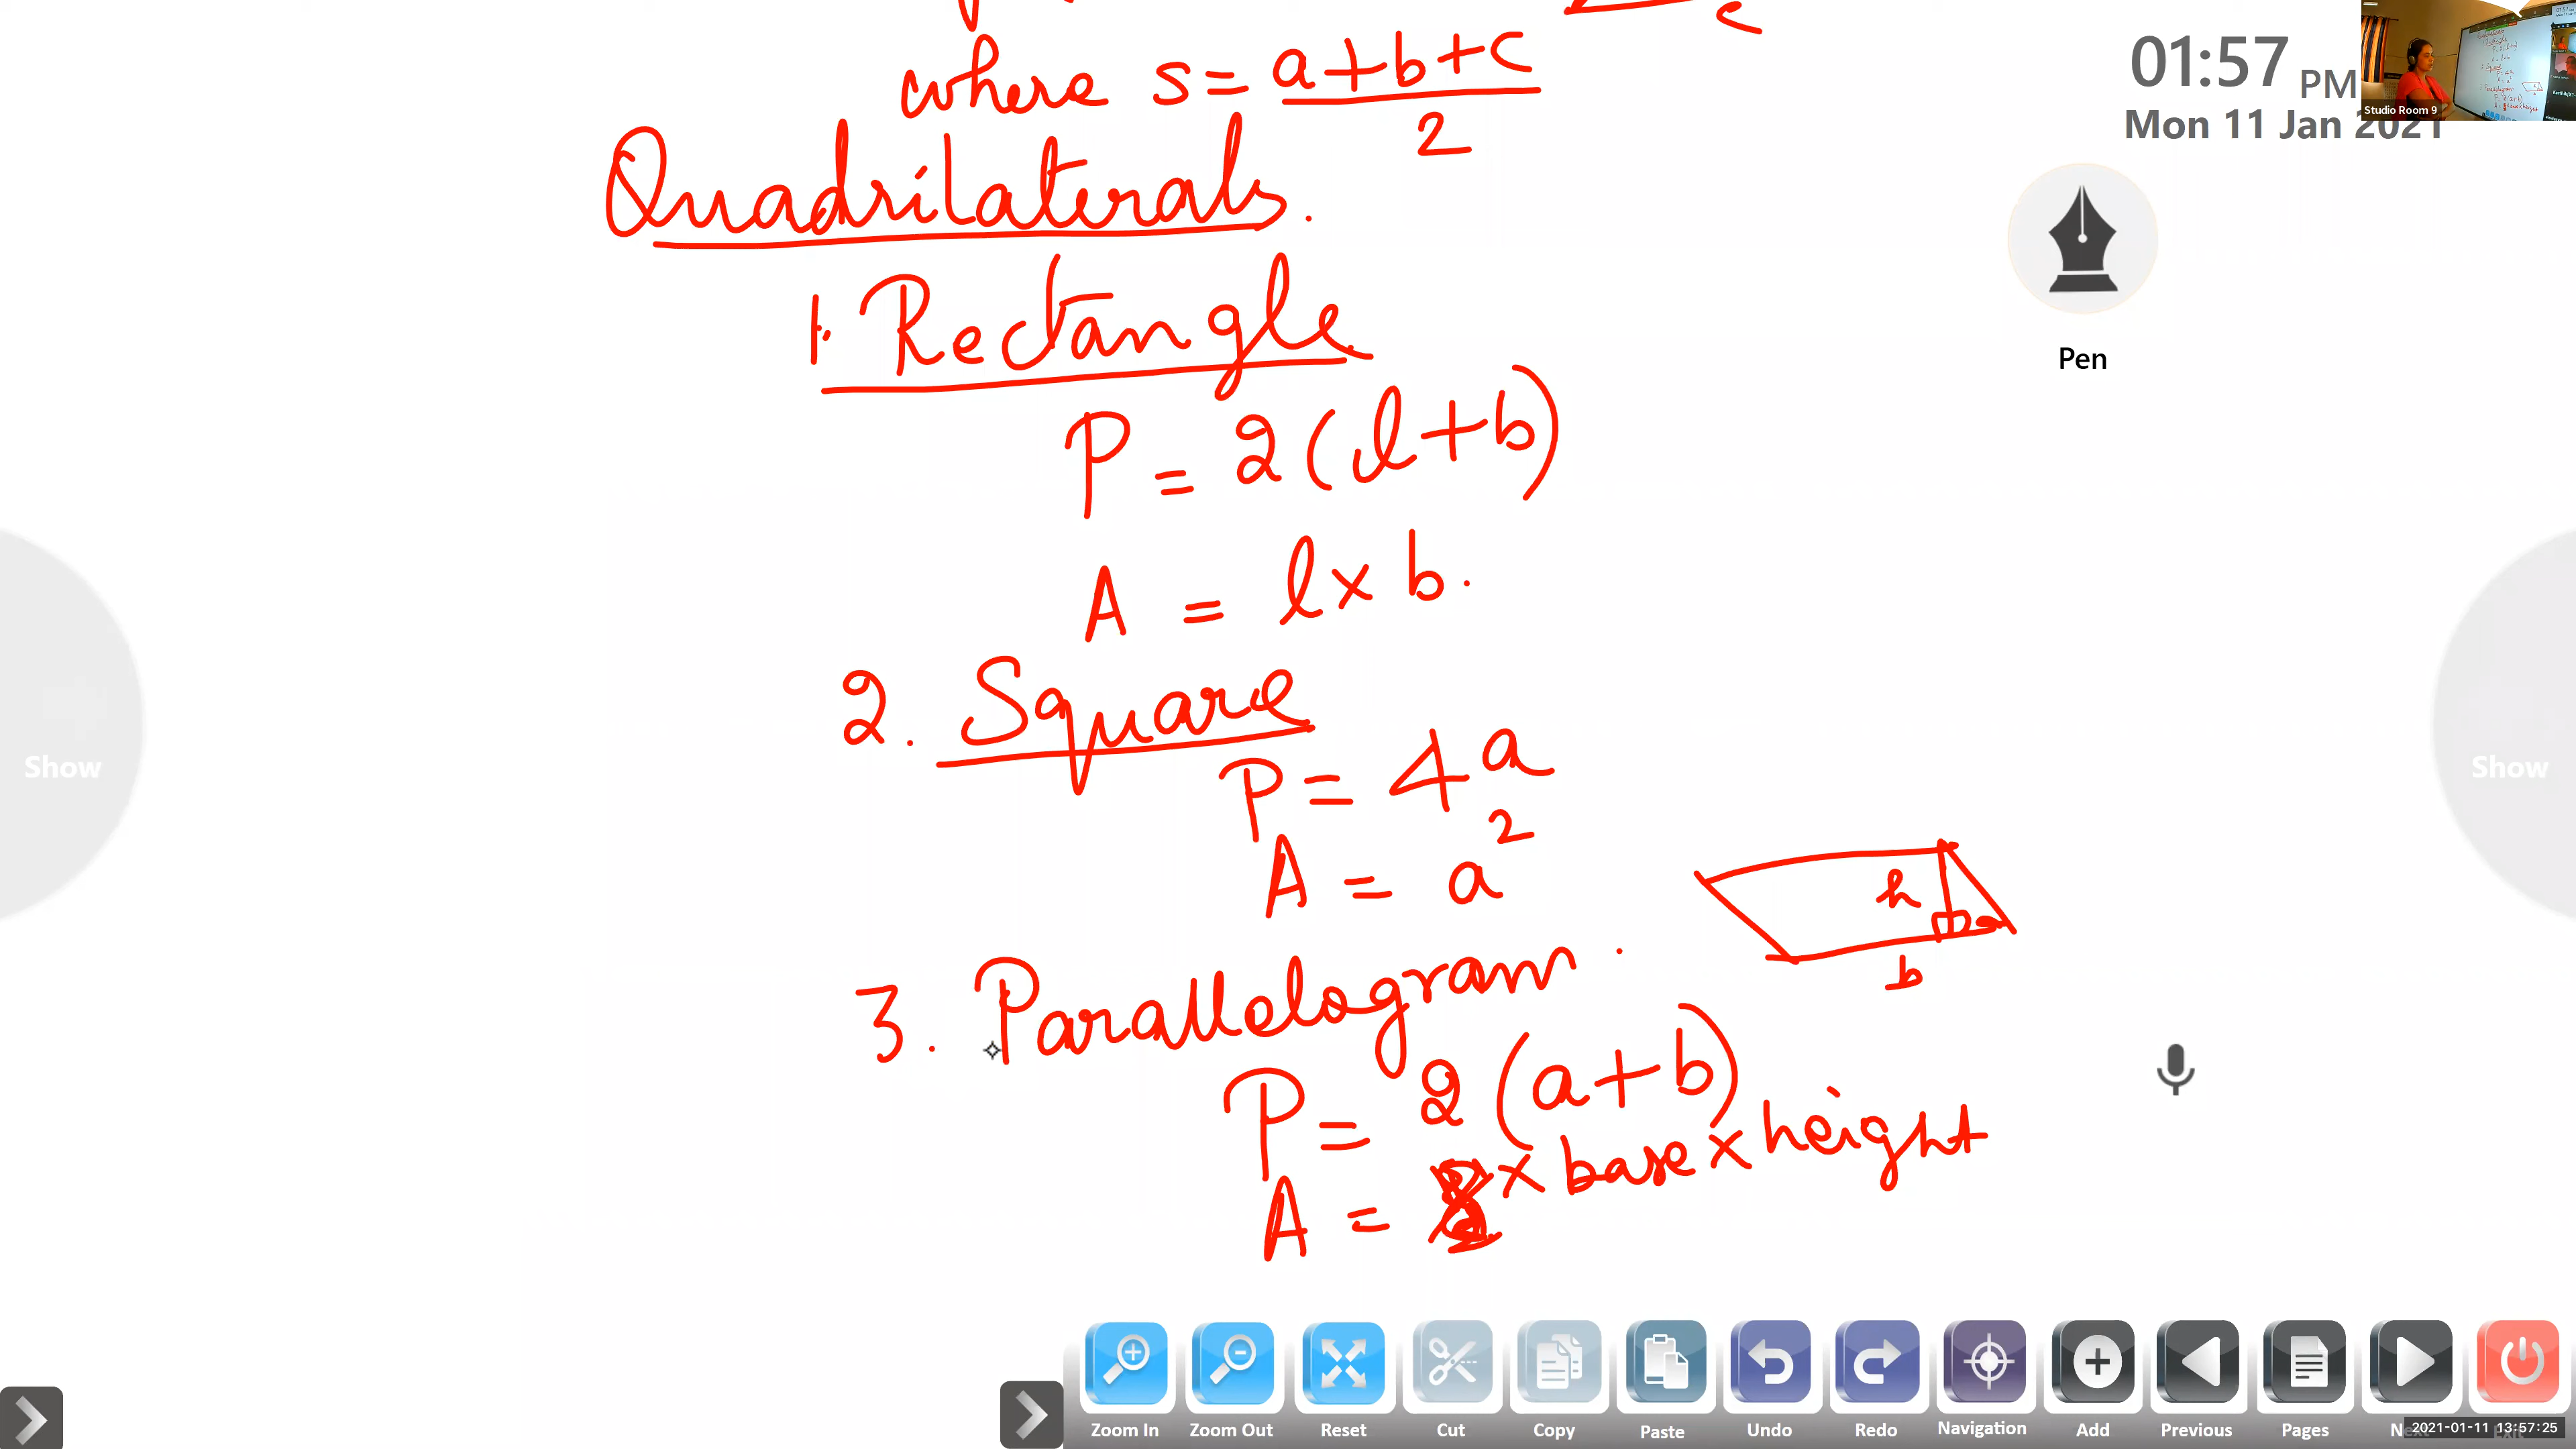 where s = a+b+c
2
Quadrilaterals.
1. Rectangle
P = 2(l+b)
A = l × b.
2. Square
P = 4a
A = a²
3. Parallelogram.
P = 2(a+b)
A = × base × height
h
b
c
01:57 PM
Mon 11 Jan 2021
Studio Room 9
Pen
Show
Show
Zoom In Zoom Out Reset Cut Copy Paste Undo Redo Navigation Add Previous Pages
2021-01-11 13:57:25